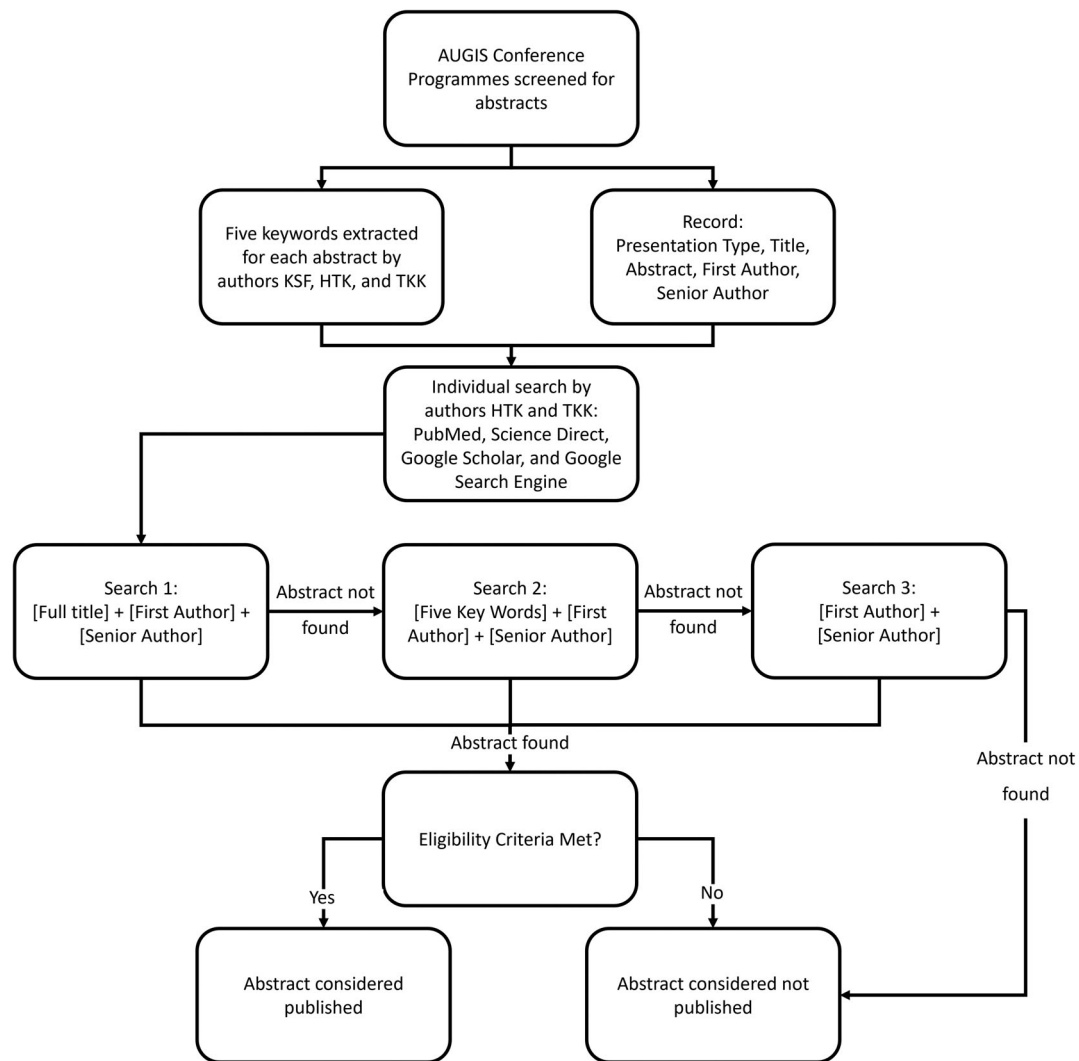 AUGIS Conference
Programmes screened for
abstracts
Five keywords extracted
for each abstract by
authors KSF, HTK, and TKK
Record:
Presentation Type, Title,
Abstract, First Author,
Senior Author
Individual search by
authors HTK and TKK:
PubMed, Science Direct,
Google Scholar, and Google
Search Engine
Search 1:
[Full title] + [First Author] +
[Senior Author]
Abstract not
found
Search 2:
[Five Key Words] + [First
Author] + [Senior Author]
Abstract not
found
Search 3:
[First Author] +
[Senior Author]
Abstract found
Abstract not
found
Eligibility Criteria Met?
Yes
No
Abstract considered
published
Abstract considered not
published